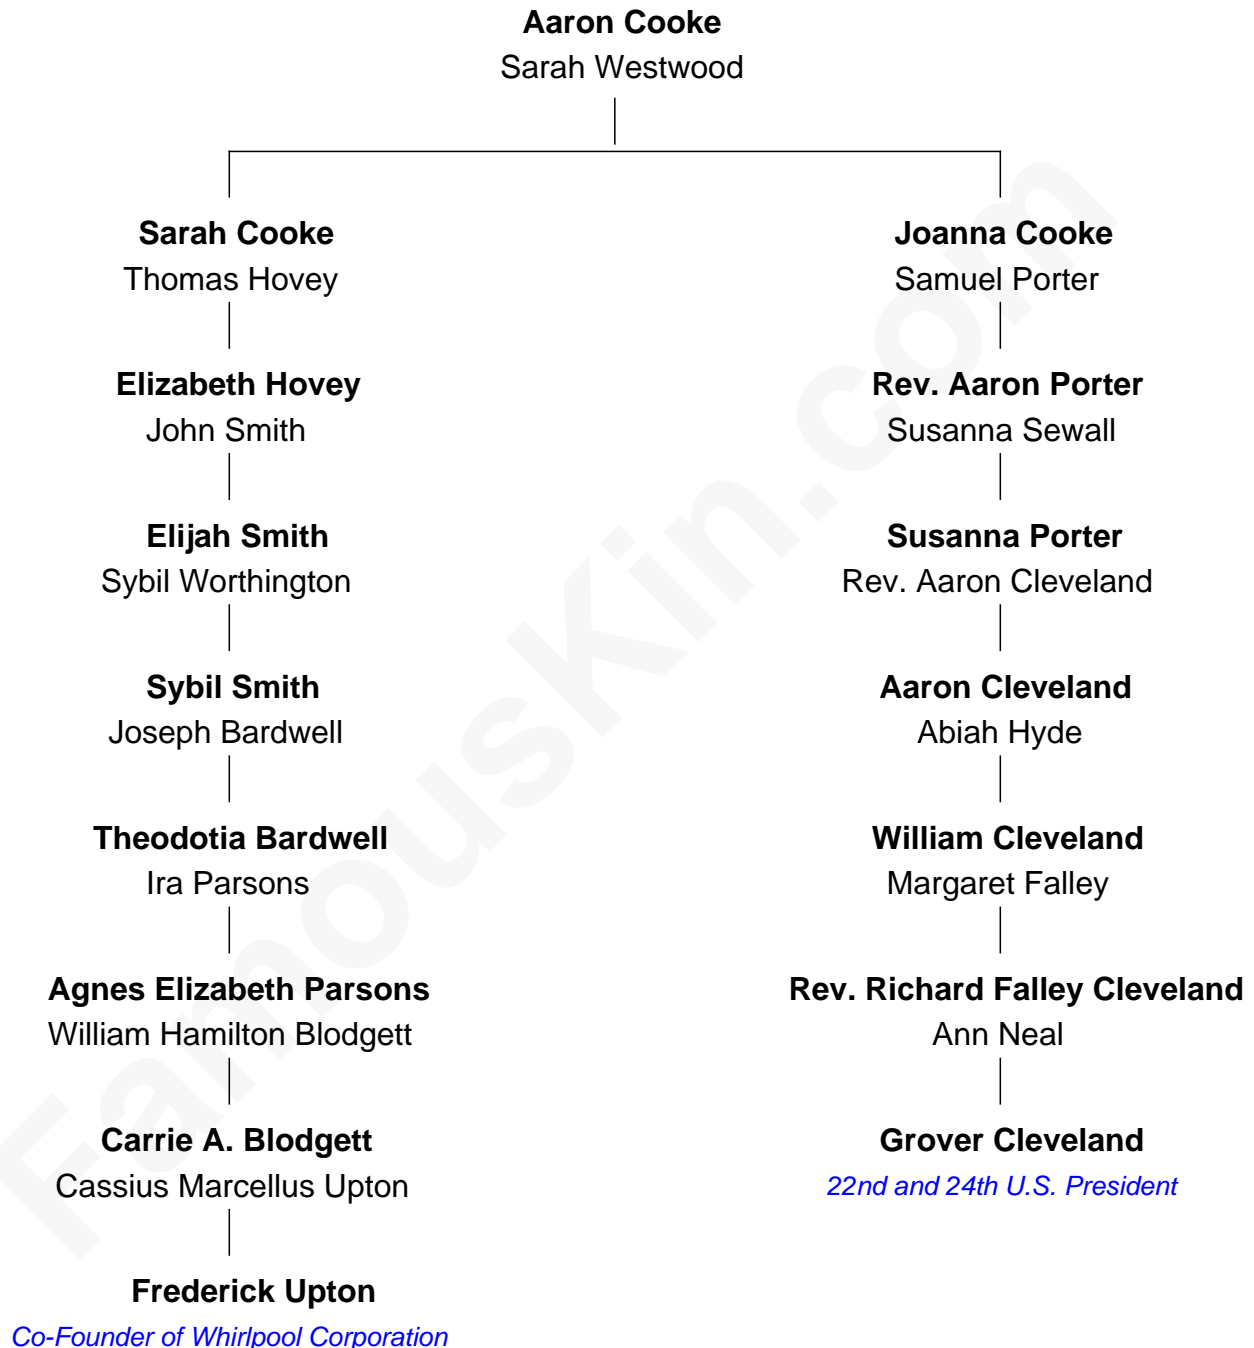 Aaron Cooke
Sarah Westwood
Sarah Cooke
Thomas Hovey
Joanna Cooke
Samuel Porter
Elizabeth Hovey
John Smith
Rev. Aaron Porter
Susanna Sewall
Elijah Smith
Sybil Worthington
Susanna Porter
Rev. Aaron Cleveland
Sybil Smith
Joseph Bardwell
Aaron Cleveland
Abiah Hyde
Theodotia Bardwell
Ira Parsons
William Cleveland
Margaret Falley
Agnes Elizabeth Parsons
William Hamilton Blodgett
Rev. Richard Falley Cleveland
Ann Neal
Carrie A. Blodgett
Cassius Marcellus Upton
Grover Cleveland
22nd and 24th U.S. President
Frederick Upton
Co-Founder of Whirlpool Corporation
FamousKin.com